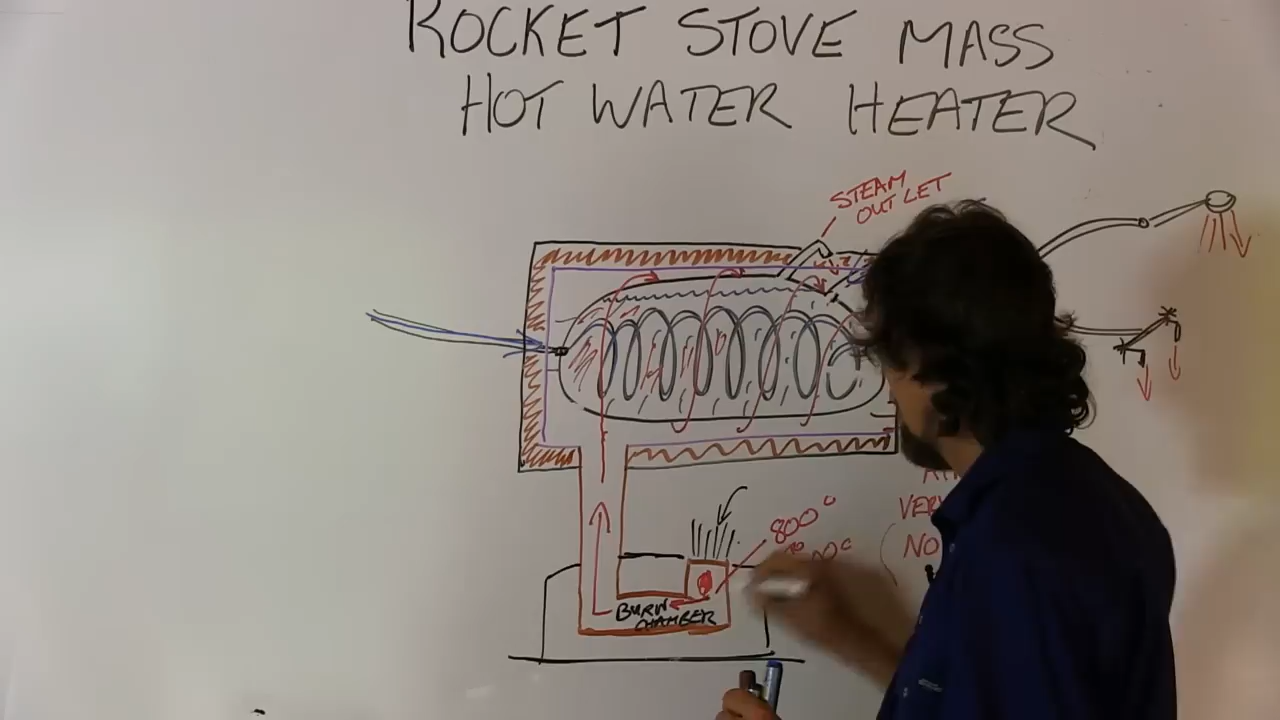 ROCKET STOVE MASS
HOT WATER HEATER
STEAM
OUTLET
800°
VER
NO
BURN
CHAMBER